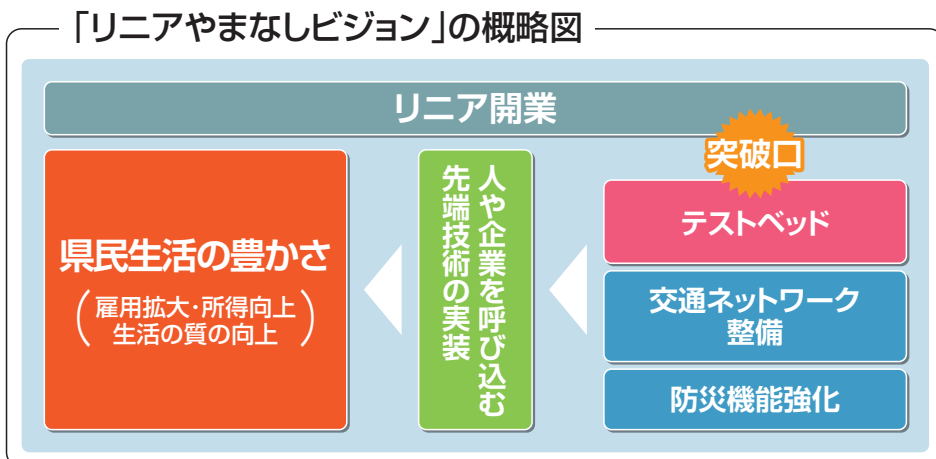 「リニアやまなしビジョン」の概略図
リニア開業
突破口
テストベッド
交通ネットワーク
整備
防災機能強化
人や企業を呼び込む
先端技術の実装
県民生活の豊かさ
(雇用拡大・所得向上
生活の質の向上)